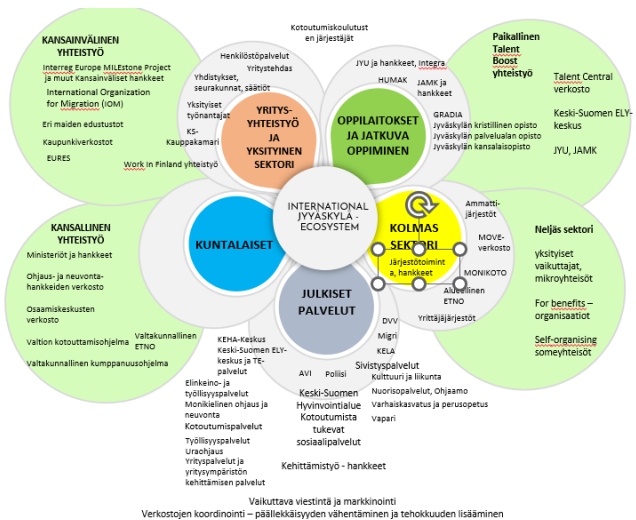 KANSAINVÄLINEN
YHTEISTYÖ
Interreg Europe MILEstone Project
ja muut Kansainväliset hankkeet
International Organization
for Migration (IOM)
Eri maiden edustustot
Kaupunkiverkostot
EURES
Work In Finland yhteistyö
Kotoutumiskoulutust
en järjestäjät
Henkilöstöpalvelut
Yritystehdas
Yhdistykset,
seurakunnat, säätiöt
Yksityiset
työnantajat
KS-
Kauppakamari
YRITYS-
YHTEISTYÖ
JA
YKSITYINEN
SEKTORI
JYU ja hankkeet, Integra
HUMAK
JAMK ja
hankkeet
GRADIA
Jyväskylän kristillinen opisto
Jyväskylän palvelualan opisto
Jyväskylän kansalaisopisto
OPPILAITOKSET
JA JATKUVA
OPPIMINEN
Paikallinen
Talent
Boost
yhteistyö
Talent Central
verkosto
Keski-Suomen ELY-
keskus
JYU, JAMK
INTERNATIONAL
JYVÄSKYLÄ -
ECOSYSTEM
KANSALLINEN
YHTEISTYÖ
Ministeriöt ja hankkeet
Ohjaus- ja neuvonta-
hankkeiden verkosto
Osaamiskeskusten
verkosto
Valtion kotouttamisohjelma
Valtakunnallinen
ETNO
Valtakunnallinen kumppanuusohjelma
KUNTALAISET
KOLMAS
SEKTORI
Järjestötoimint
a, hankkeet
Ammatti-
järjestöt
MOVE-
verkosto
MONIKOTO
Alueellinen
ETNO
Yrittäjäjärjestöt
Neljäs sektori
yksityiset
vaikuttajat,
mikroyhteisöt
For benefits –
organisaatiot
Self-organising
someyhteisöt
JULKISET
PALVELUT
KEHA-Keskus
Keski-Suomen ELY-
keskus ja TE-
palvelut
Elinkeino- ja
työllisyyspalvelut
Monikielinen ohjaus ja
neuvonta
Kotoutumispalvelut
Työllisyyspalvelut
Uraohjaus
Yrityspalvelut ja
yritysympäristön
kehittämisen palvelut
AVI
Poliisi
Keski-Suomen
Hyvinvointialue
Kotoutumista
tukevat
sosiaalipalvelut
Kehittämistyö - hankkeet
DVV
Migri
KELA
Sivistyspalvelut
Kulttuuri ja liikunta
Nuorisopalvelut, Ohjaamo
Varhaiskasvatus ja perusopetus
Vapari
Vaikuttava viestintä ja markkinointi
Verkostojen koordinointi – päällekkäisyyden vähentäminen ja tehokkuuden lisääminen